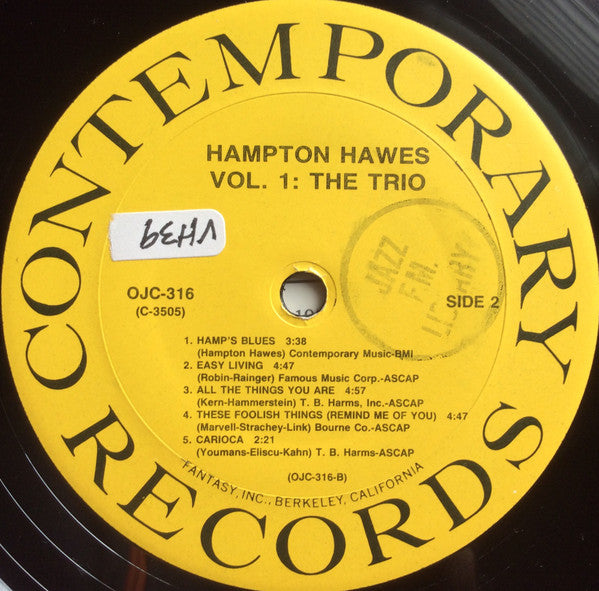 CONTEMPORARY
HAMPTON HAWES
VOL. 1: THE TRIO
VH39
JAZZ
F.M.
LIBRARY
OJC-316
(C-3505)
SIDE 2
1. HAMP'S BLUES 3:38
(Hampton Hawes) Contemporary Music-BMI
2. EASY LIVING 4:47
(Robin-Rainger) Famous Music Corp.-ASCAP
3. ALL THE THINGS YOU ARE 4:57
(Kern-Hammerstein) T. B. Harms, Inc.-ASCAP
4. THESE FOOLISH THINGS (REMIND ME OF YOU) 4:47
(Marvell-Strachey-Link) Bourne Co.-ASCAP
5. CARIOCA 2:21
(Youmans-Eliscu-Kahn) T. B. Harms-ASCAP
(OJC-316-B)
FANTASY, INC., BERKELEY, CALIFORNIA
RECORDS